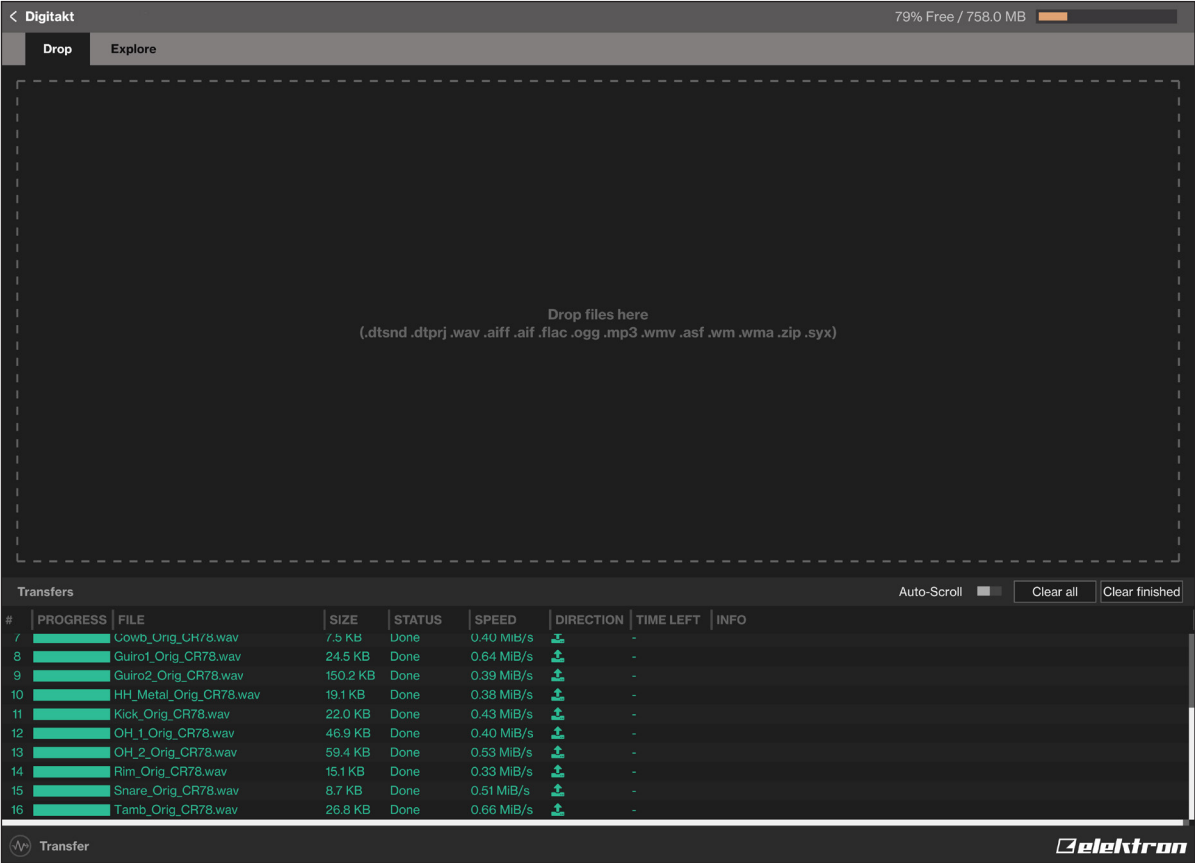 Digitakt 79% Free / 758.0 MB
Drop Explore
Drop files here
(.dtsnd .dtprj .wav .aiff .aif .flac .ogg .mp3 .wmv .asf .wm .wma .zip .syx)
Transfers Auto-Scroll Clear all Clear finished
# PROGRESS FILE SIZE STATUS SPEED DIRECTION TIME LEFT INFO
7 Cowb_Orig_CR78.wav 7.5 KB Done 0.40 MiB/s -
8 Guiro1_Orig_CR78.wav 24.5 KB Done 0.64 MiB/s -
9 Guiro2_Orig_CR78.wav 150.2 KB Done 0.39 MiB/s -
10 HH_Metal_Orig_CR78.wav 19.1 KB Done 0.38 MiB/s -
11 Kick_Orig_CR78.wav 22.0 KB Done 0.43 MiB/s -
12 OH_1_Orig_CR78.wav 46.9 KB Done 0.40 MiB/s -
13 OH_2_Orig_CR78.wav 59.4 KB Done 0.53 MiB/s -
14 Rim_Orig_CR78.wav 15.1 KB Done 0.33 MiB/s -
15 Snare_Orig_CR78.wav 8.7 KB Done 0.51 MiB/s -
16 Tamb_Orig_CR78.wav 26.8 KB Done 0.66 MiB/s -
Transfer elektron